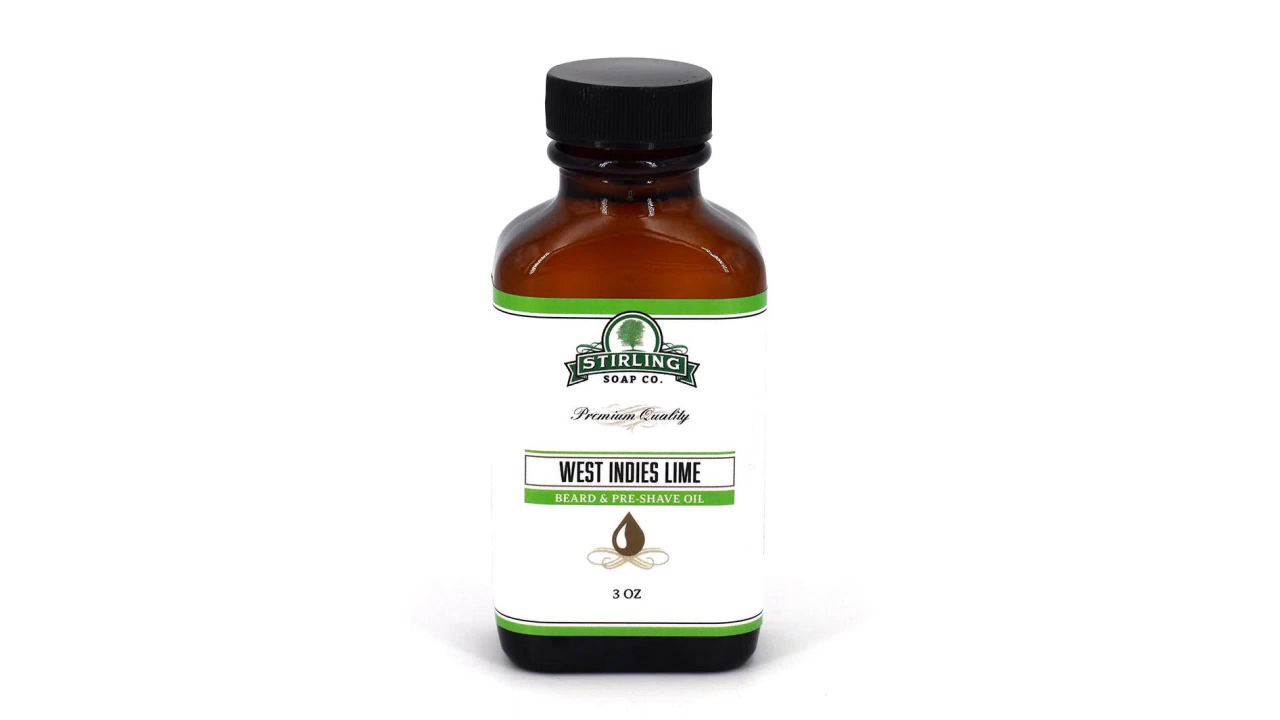 STIRLING
SOAP CO.
Premium Quality
WEST INDIES LIME
BEARD & PRE-SHAVE OIL
3 OZ